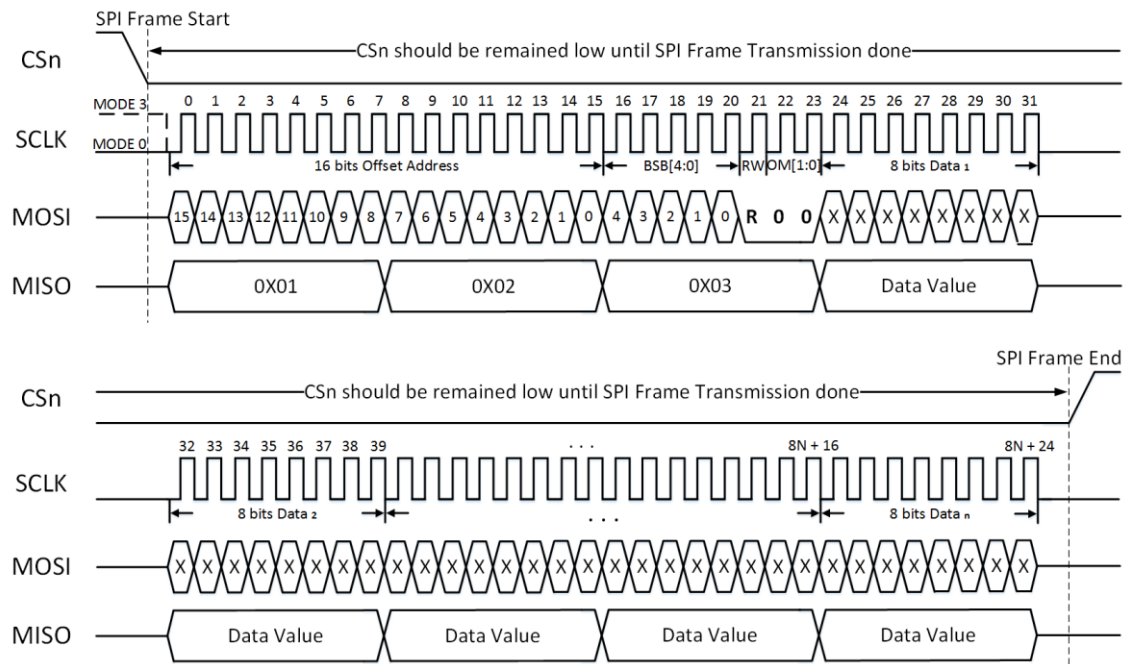 SPI Frame Start
CSn
CSn should be remained low until SPI Frame Transmission done
MODE 3
0 1 2 3 4 5 6 7 8 9 10 11 12 13 14 15 16 17 18 19 20 21 22 23 24 25 26 27 28 29 30 31
SCLK
MODE 0
16 bits Offset Address BSB[4:0] RW OM[1:0] 8 bits Data 1
MOSI 15 14 13 12 11 10 9 8 7 6 5 4 3 2 1 0 4 3 2 1 0 R 0 0 X X X X X X X X
MISO 0X01 0X02 0X03 Data Value
SPI Frame End
CSn
CSn should be remained low until SPI Frame Transmission done
32 33 34 35 36 37 38 39 . . . 8N + 16 8N + 24
SCLK
8 bits Data 2 . . . 8 bits Data n
MOSI X X X X X X X X X X X X X X X X X X X X X X X X X X X X X X X X
MISO Data Value Data Value Data Value Data Value